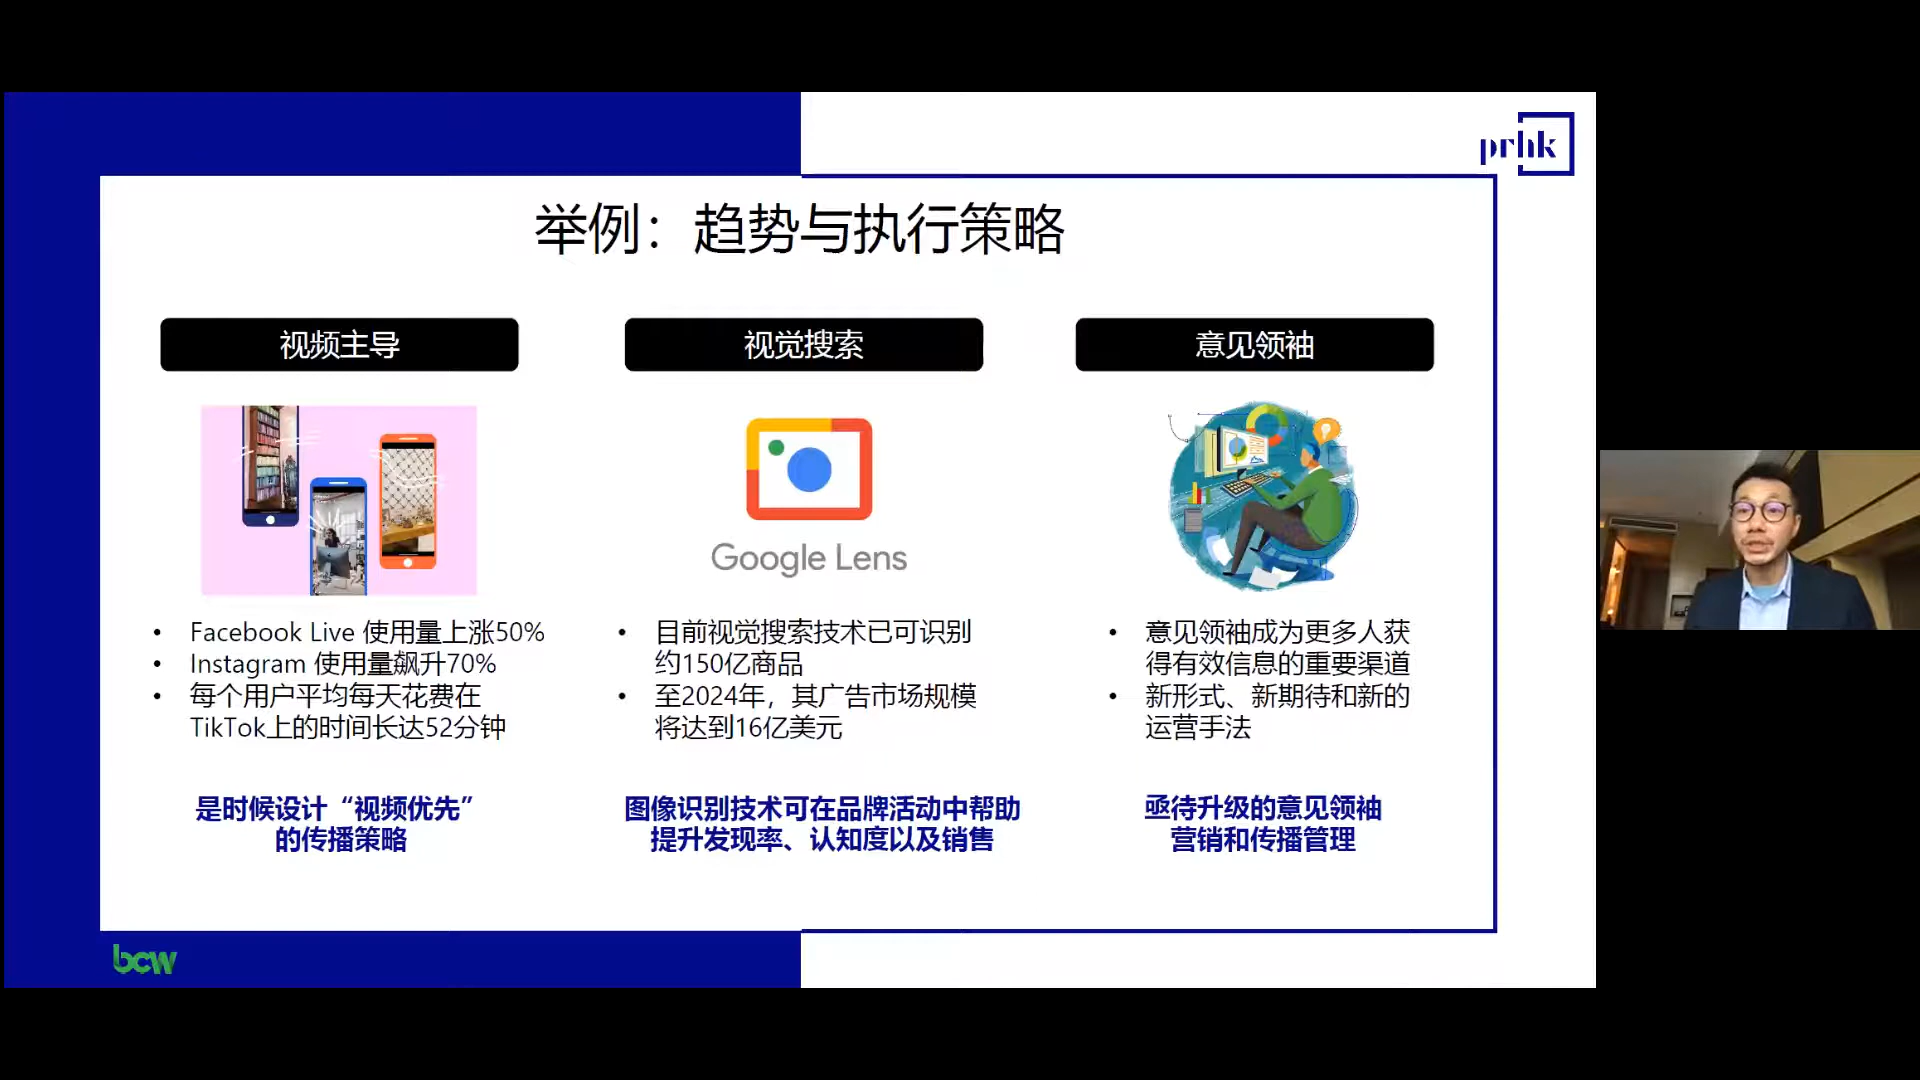 prhk
举例：趋势与执行策略
视频主导
视觉搜索
意见领袖
Google Lens
• Facebook Live 使用量上涨50%
• Instagram 使用量飙升70%
• 每个用户平均每天花费在
TikTok上的时间长达52分钟
• 目前视觉搜索技术已可识别
约150亿商品
• 至2024年，其广告市场规模
将达到16亿美元
• 意见领袖成为更多人获
得有效信息的重要渠道
• 新形式、新期待和新的
运营手法
是时候设计“视频优先”
的传播策略
图像识别技术可在品牌活动中帮助
提升发现率、认知度以及销售
亟待升级的意见领袖
营销和传播管理
bcw